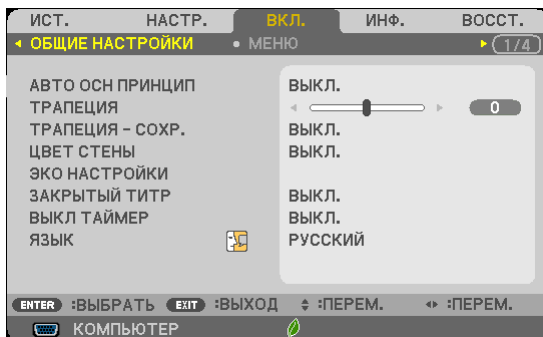 ИСТ. НАСТР. ВКЛ. ИНФ. ВОССТ.
ОБЩИЕ НАСТРОЙКИ • МЕНЮ 1/4
АВТО ОСН ПРИНЦИП ВЫКЛ.
ТРАПЕЦИЯ 0
ТРАПЕЦИЯ – СОХР. ВЫКЛ.
ЦВЕТ СТЕНЫ ВЫКЛ.
ЭКО НАСТРОЙКИ
ЗАКРЫТЫЙ ТИТР ВЫКЛ.
ВЫКЛ ТАЙМЕР ВЫКЛ.
ЯЗЫК РУССКИЙ
ENTER :ВЫБРАТЬ EXIT :ВЫХОД :ПЕРЕМ. :ПЕРЕМ.
КОМПЬЮТЕР